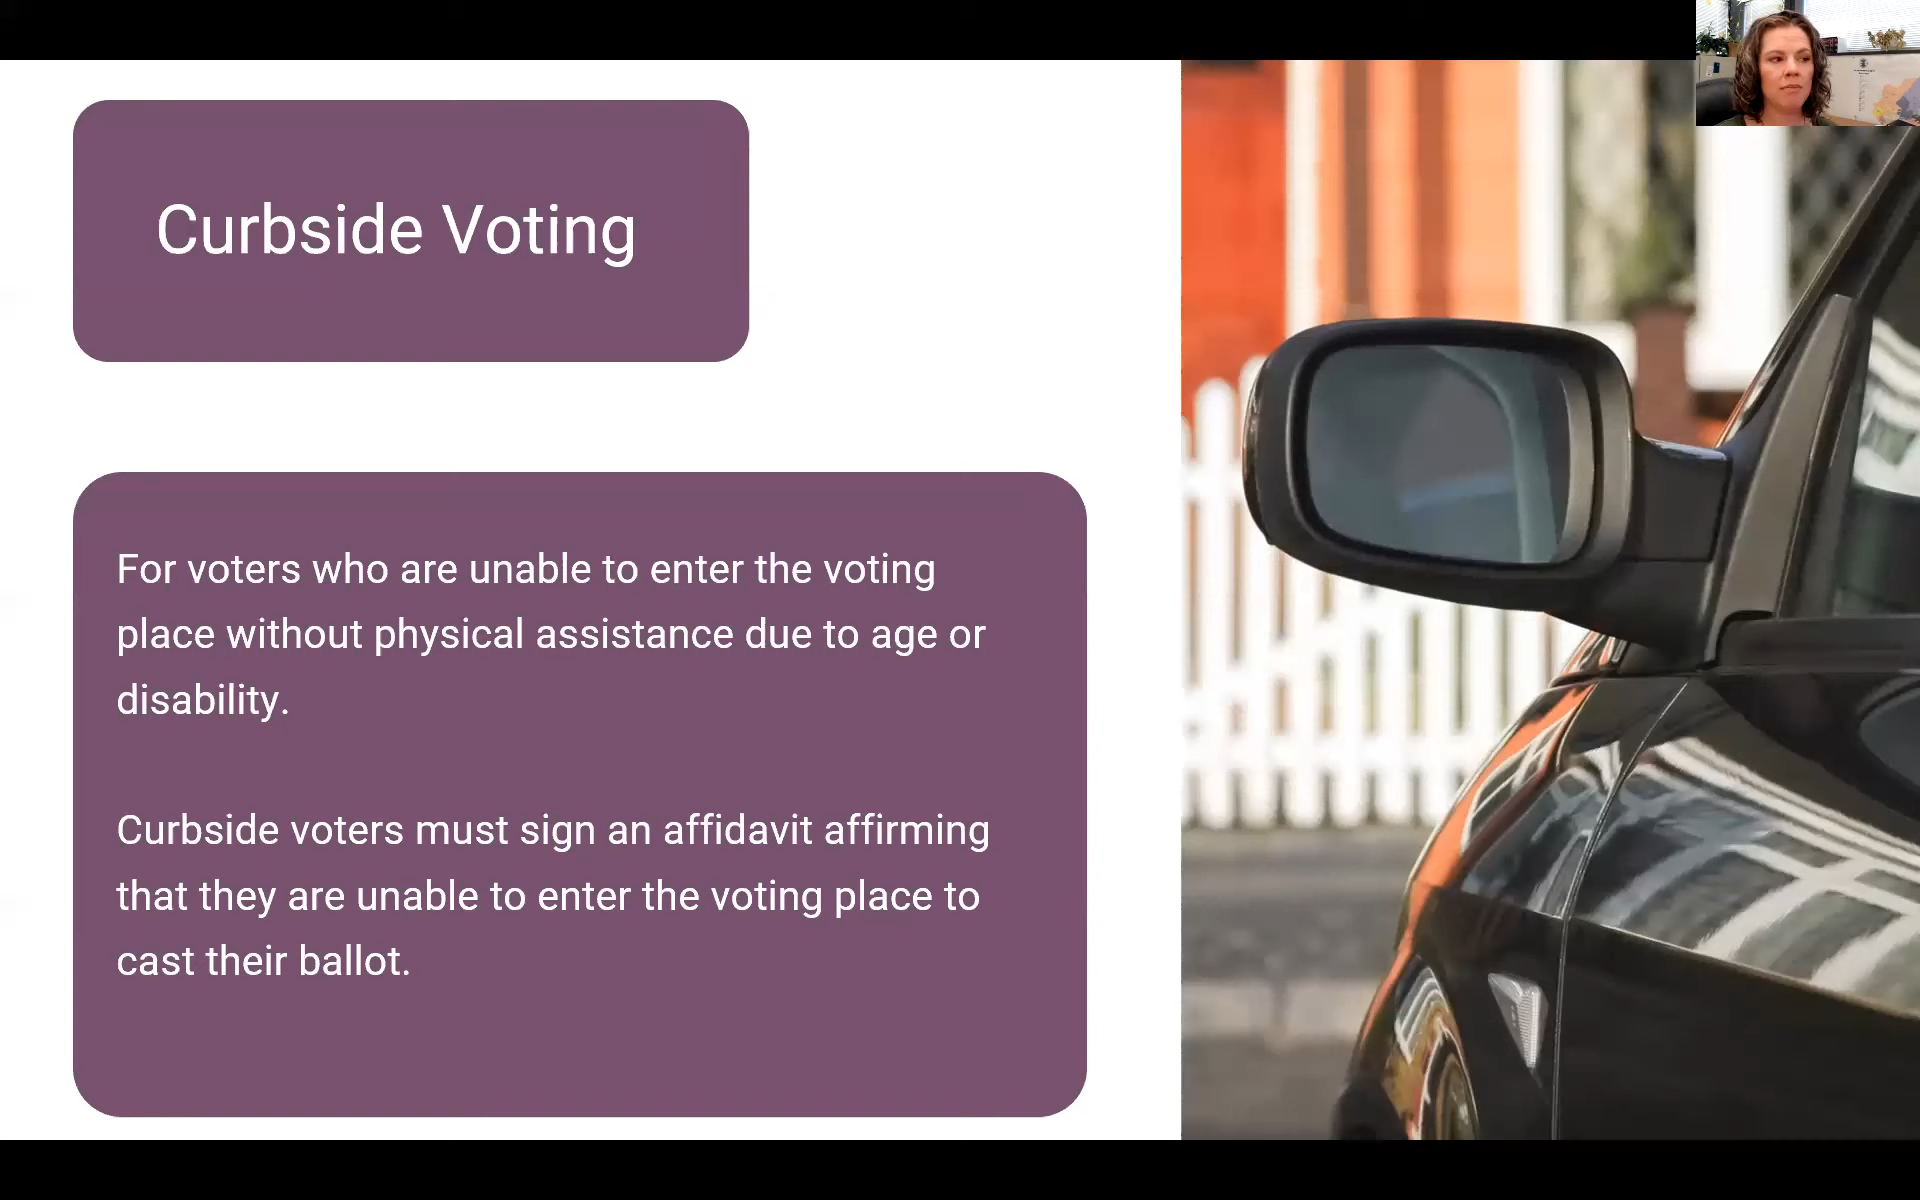 Curbside Voting
For voters who are unable to enter the voting
place without physical assistance due to age or
disability.
Curbside voters must sign an affidavit affirming
that they are unable to enter the voting place to
cast their ballot.